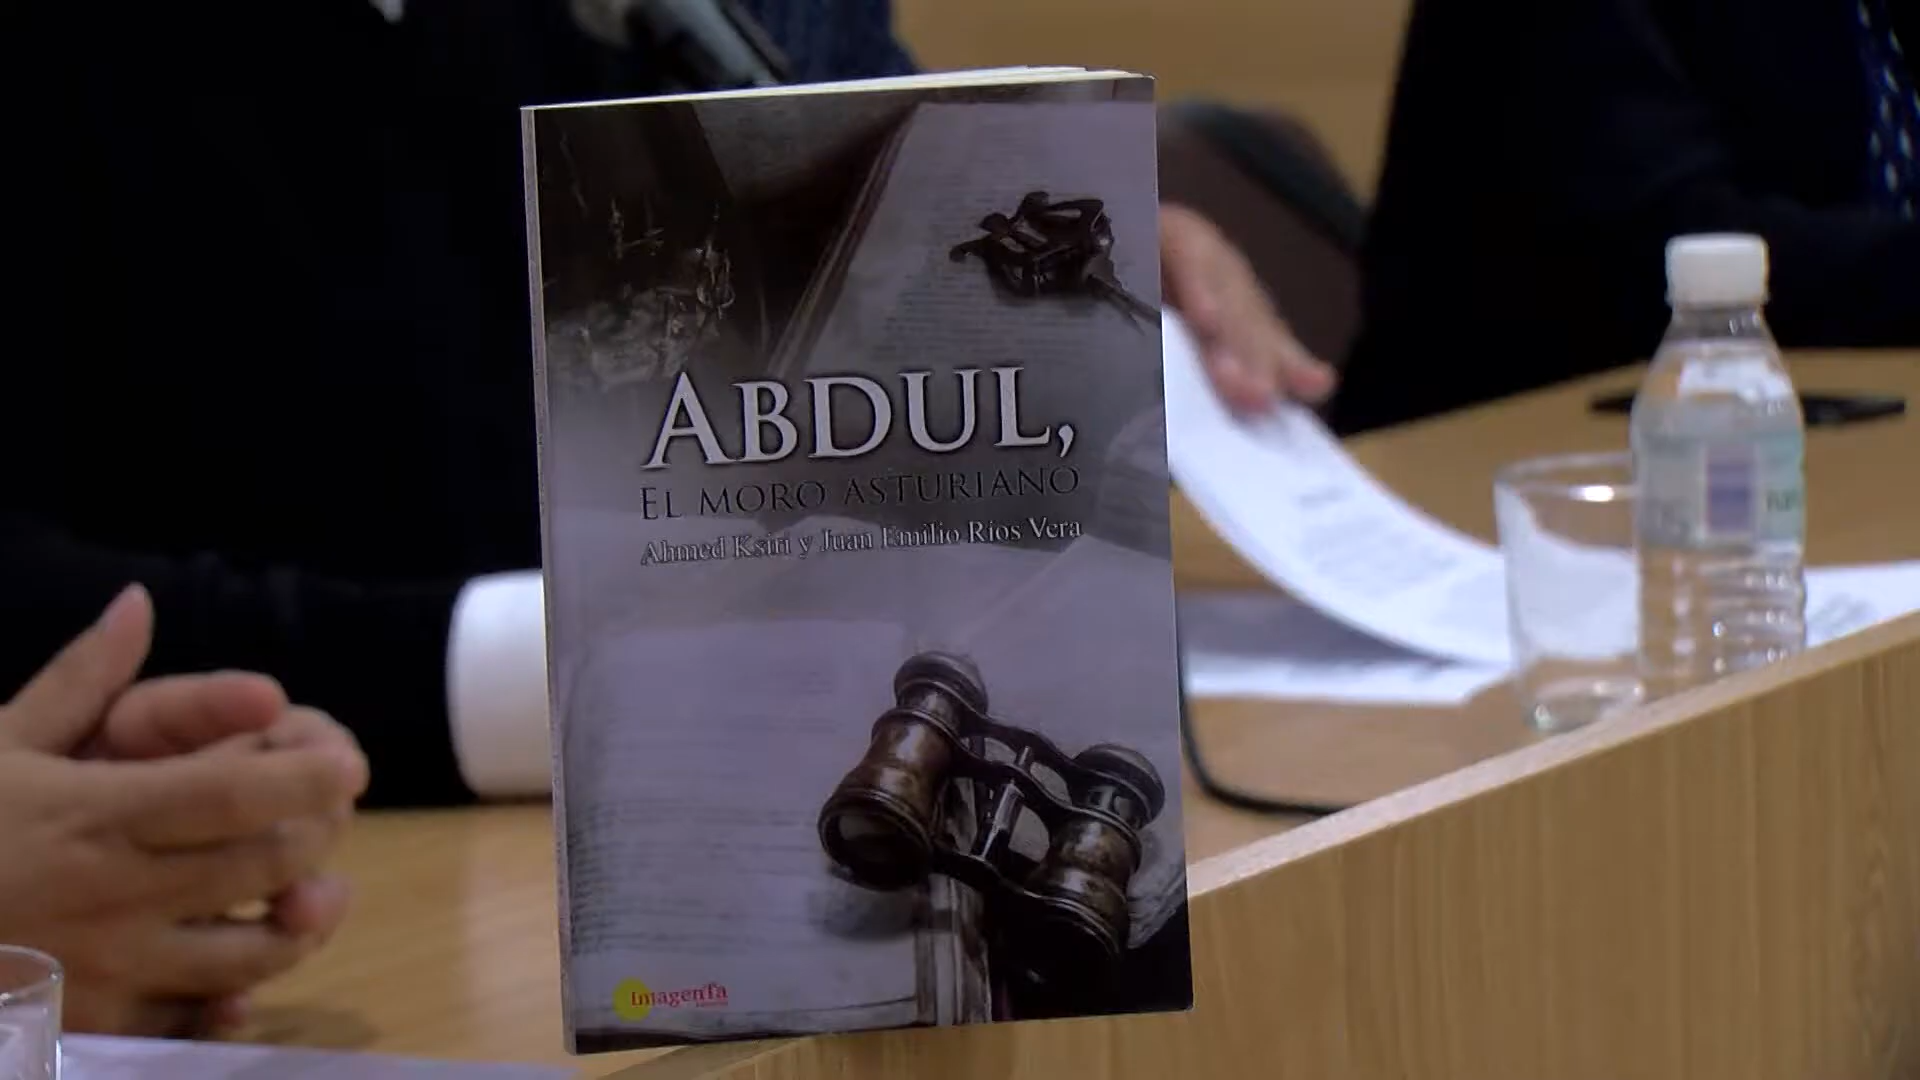 ABDUL,
EL MORO ASTURIANO
Ahmed Ksiri y Juan Emilio Ríos Vera
imagenta